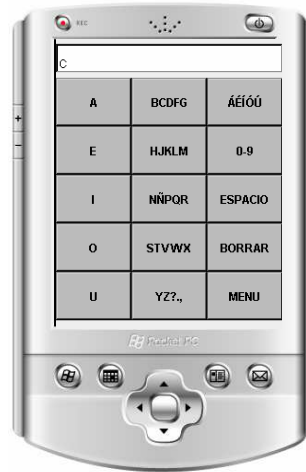 REC
c
A BCDFG ÁÉÍÓÚ
E HJKLM 0-9
I NÑPQR ESPACIO
O STVWX BORRAR
U YZ?., MENU
Pocket PC